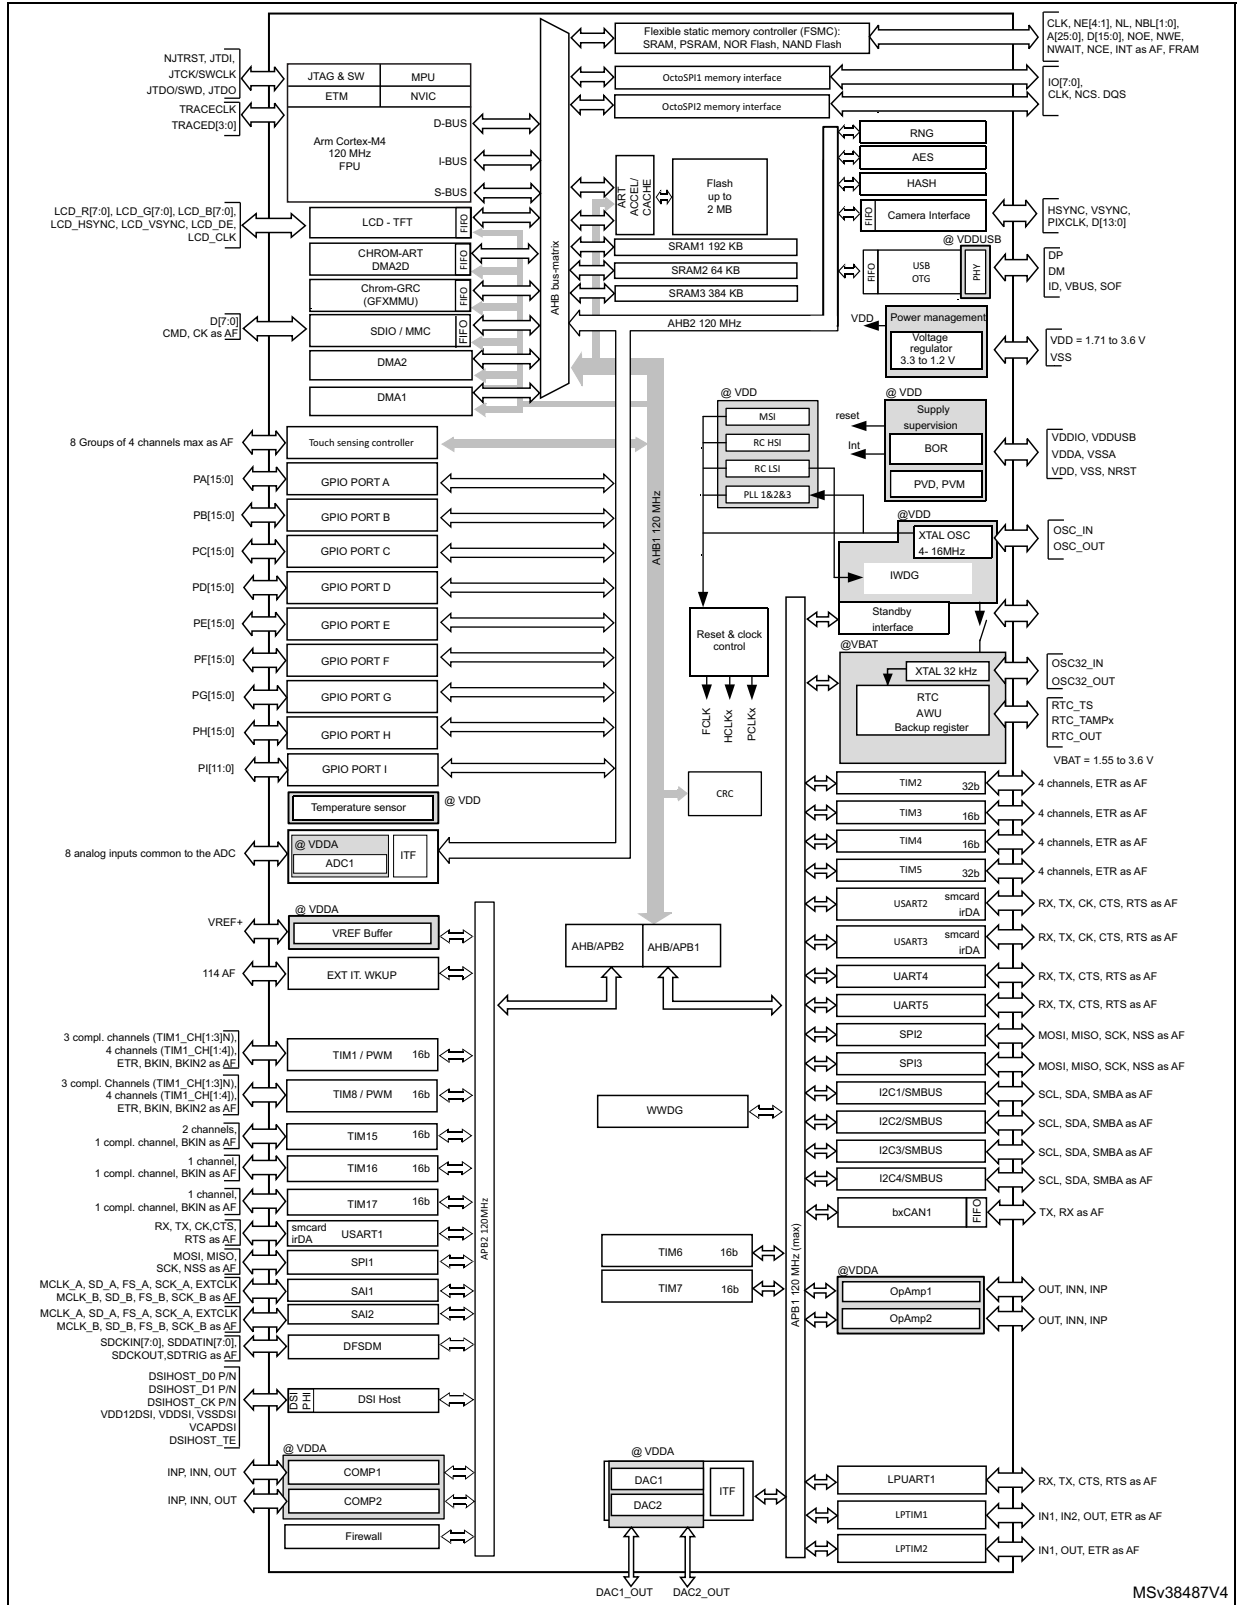 CLK, NE[4:1], NL, NBL[1:0],
A[25:0], D[15:0], NOE, NWE,
NWAIT, NCE, INT as AF, FRAM
Flexible static memory controller (FSMC):
SRAM, PSRAM, NOR Flash, NAND Flash
NJTRST, JTDI,
JTCK/SWCLK
JTDO/SWD, JTDO
TRACECLK
TRACED[3:0]
JTAG & SW
MPU
ETM
NVIC
Arm Cortex-M4
120 MHz
FPU
D-BUS
I-BUS
S-BUS
OctoSPI1 memory interface
OctoSPI2 memory interface
IO[7:0],
CLK, NCS. DQS
RNG
AES
HASH
FIFO
Camera Interface
HSYNC, VSYNC,
PIXCLK, D[13:0]
ART
ACCEL/
CACHE
Flash
up to
2 MB
AHB bus-matrix
SRAM1 192 KB
SRAM2 64 KB
SRAM3 384 KB
LCD_R[7:0], LCD_G[7:0], LCD_B[7:0],
LCD_HSYNC, LCD_VSYNC, LCD_DE,
LCD_CLK
LCD - TFT
FIFO
CHROM-ART
DMA2D
FIFO
Chrom-GRC
(GFXMMU)
FIFO
D[7:0]
CMD, CK as AF
SDIO / MMC
FIFO
DMA2
DMA1
@ VDDUSB
FIFO
USB
OTG
PHY
DP
DM
ID, VBUS, SOF
AHB2 120 MHz
VDD
Power management
Voltage
regulator
3.3 to 1.2 V
VDD = 1.71 to 3.6 V
VSS
@ VDD
MSI
RC HSI
RC LSI
PLL 1&2&3
@ VDD
reset
Int
Supply
supervision
BOR
PVD, PVM
VDDIO, VDDUSB
VDDA, VSSA
VDD, VSS, NRST
8 Groups of 4 channels max as AF
Touch sensing controller
PA[15:0]
GPIO PORT A
PB[15:0]
GPIO PORT B
PC[15:0]
GPIO PORT C
PD[15:0]
GPIO PORT D
PE[15:0]
GPIO PORT E
PF[15:0]
GPIO PORT F
PG[15:0]
GPIO PORT G
PH[15:0]
GPIO PORT H
PI[11:0]
GPIO PORT I
AHB1 120 MHz
@VDD
XTAL OSC
4- 16MHz
IWDG
OSC_IN
OSC_OUT
Standby
interface
Reset & clock
control
FCLK
HCLKx
PCLKx
@VBAT
XTAL 32 kHz
RTC
AWU
Backup register
OSC32_IN
OSC32_OUT
RTC_TS
RTC_TAMPx
RTC_OUT
VBAT = 1.55 to 3.6 V
Temperature sensor
@ VDD
CRC
8 analog inputs common to the ADC
@ VDDA
ADC1
ITF
TIM2
32b
4 channels, ETR as AF
TIM3
16b
4 channels, ETR as AF
TIM4
16b
4 channels, ETR as AF
TIM5
32b
4 channels, ETR as AF
USART2
smcard
irDA
RX, TX, CK, CTS, RTS as AF
USART3
smcard
irDA
RX, TX, CK, CTS, RTS as AF
UART4
RX, TX, CTS, RTS as AF
UART5
RX, TX, CTS, RTS as AF
SPI2
MOSI, MISO, SCK, NSS as AF
SPI3
MOSI, MISO, SCK, NSS as AF
I2C1/SMBUS
SCL, SDA, SMBA as AF
I2C2/SMBUS
SCL, SDA, SMBA as AF
I2C3/SMBUS
SCL, SDA, SMBA as AF
I2C4/SMBUS
SCL, SDA, SMBA as AF
bxCAN1
FIFO
TX, RX as AF
VREF+
@ VDDA
VREF Buffer
114 AF
EXT IT. WKUP
AHB/APB2
AHB/APB1
3 compl. channels (TIM1_CH[1:3]N),
4 channels (TIM1_CH[1:4]),
ETR, BKIN, BKIN2 as AF
TIM1 / PWM
16b
3 compl. Channels (TIM1_CH[1:3]N),
4 channels (TIM1_CH[1:4]),
ETR, BKIN, BKIN2 as AF
TIM8 / PWM
16b
2 channels,
1 compl. channel, BKIN as AF
TIM15
16b
1 channel,
1 compl. channel, BKIN as AF
TIM16
16b
1 channel,
1 compl. channel, BKIN as AF
TIM17
16b
RX, TX, CK,CTS,
RTS as AF
smcard
irDA
USART1
MOSI, MISO,
SCK, NSS as AF
SPI1
MCLK_A, SD_A, FS_A, SCK_A, EXTCLK
MCLK_B, SD_B, FS_B, SCK_B as AF
SAI1
MCLK_A, SD_A, FS_A, SCK_A, EXTCLK
MCLK_B, SD_B, FS_B, SCK_B as AF
SAI2
SDCKIN[7:0], SDDATIN[7:0],
SDCKOUT,SDTRIG as AF
DFSDM
DSIHOST_D0 P/N
DSIHOST_D1 P/N
DSIHOST_CK P/N
VDD12DSI, VDDSI, VSSDSI
VCAPDSI
DSIHOST_TE
DSI
PHI
DSI Host
APB2 120MHz
WWDG
TIM6
16b
TIM7
16b
APB1 120 MHz (max)
@VDDA
OpAmp1
OUT, INN, INP
OpAmp2
OUT, INN, INP
@ VDDA
INP, INN, OUT
COMP1
INP, INN, OUT
COMP2
Firewall
@ VDDA
DAC1
DAC2
ITF
DAC1_OUT
DAC2_OUT
LPUART1
RX, TX, CTS, RTS as AF
LPTIM1
IN1, IN2, OUT, ETR as AF
LPTIM2
IN1, OUT, ETR as AF
MSv38487V4